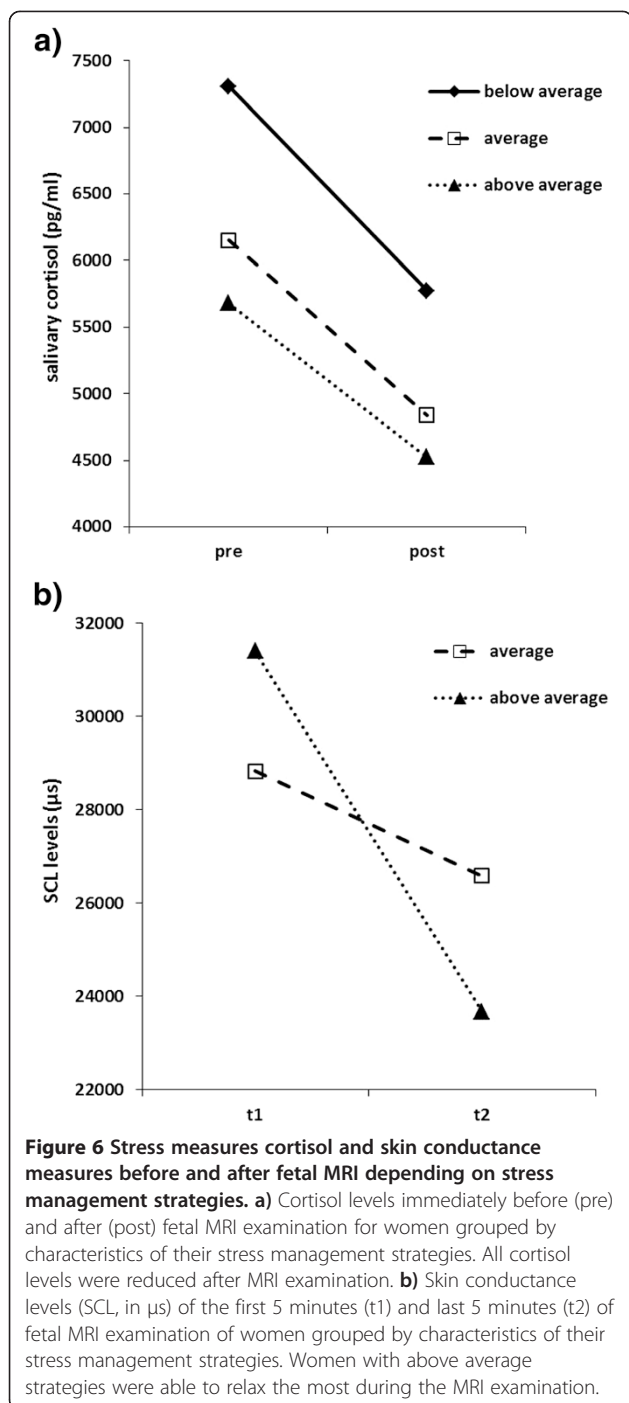 a)
7500
7000
6500
6000
5500
5000
4500
4000
salivary cortisol (pg/ml)
below average
average
above average
pre post
b)
32000
30000
28000
26000
24000
22000
SCL levels (µs)
average
above average
t1 t2
Figure 6 Stress measures cortisol and skin conductance
measures before and after fetal MRI depending on stress
management strategies. a) Cortisol levels immediately before (pre)
and after (post) fetal MRI examination for women grouped by
characteristics of their stress management strategies. All cortisol
levels were reduced after MRI examination. b) Skin conductance
levels (SCL, in µs) of the first 5 minutes (t1) and last 5 minutes (t2) of
fetal MRI examination of women grouped by characteristics of their
stress management strategies. Women with above average
strategies were able to relax the most during the MRI examination.